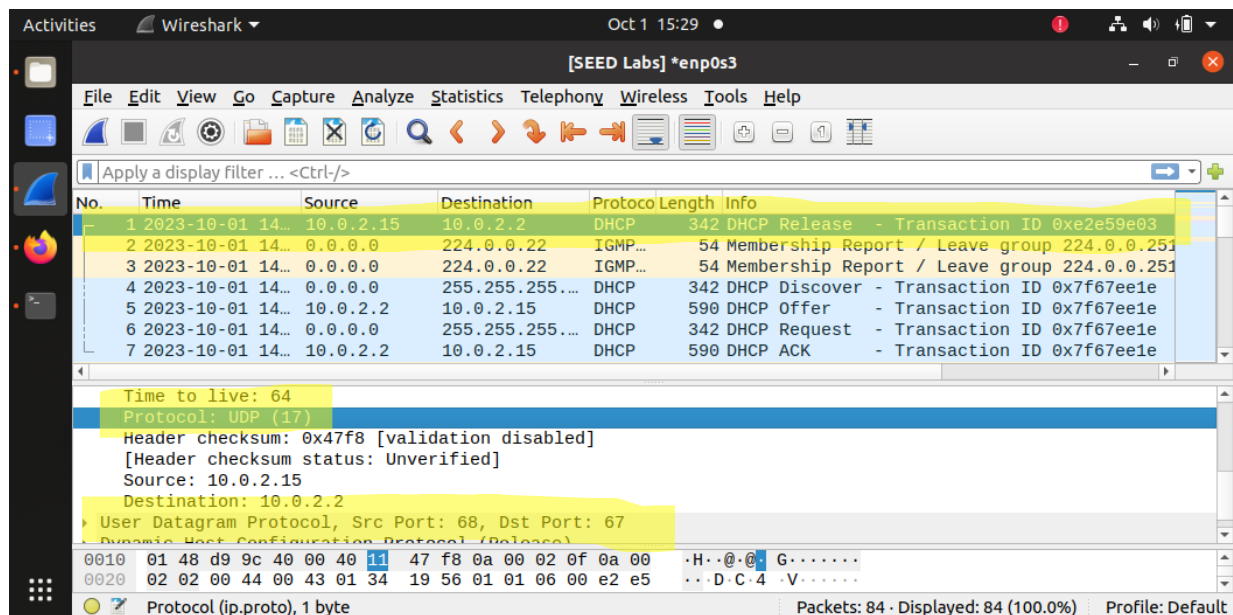 Activities Wireshark Oct 1 15:29
[SEED Labs] *enp0s3
File Edit View Go Capture Analyze Statistics Telephony Wireless Tools Help
Apply a display filter … <Ctrl-/>
No. Time Source Destination Protoco Length Info
1 2023-10-01 14… 10.0.2.15 10.0.2.2 DHCP 342 DHCP Release - Transaction ID 0xe2e59e03
2 2023-10-01 14… 0.0.0.0 224.0.0.22 IGMP… 54 Membership Report / Leave group 224.0.0.251
3 2023-10-01 14… 0.0.0.0 224.0.0.22 IGMP… 54 Membership Report / Leave group 224.0.0.251
4 2023-10-01 14… 0.0.0.0 255.255.255.… DHCP 342 DHCP Discover - Transaction ID 0x7f67ee1e
5 2023-10-01 14… 10.0.2.2 10.0.2.15 DHCP 590 DHCP Offer - Transaction ID 0x7f67ee1e
6 2023-10-01 14… 0.0.0.0 255.255.255.… DHCP 342 DHCP Request - Transaction ID 0x7f67ee1e
7 2023-10-01 14… 10.0.2.2 10.0.2.15 DHCP 590 DHCP ACK - Transaction ID 0x7f67ee1e
Time to live: 64
Protocol: UDP (17)
Header checksum: 0x47f8 [validation disabled]
[Header checksum status: Unverified]
Source: 10.0.2.15
Destination: 10.0.2.2
User Datagram Protocol, Src Port: 68, Dst Port: 67
Dynamic Host Configuration Protocol (Release)
0010 01 48 d9 9c 40 00 40 11 47 f8 0a 00 02 0f 0a 00 ·H··@·@· G·······
0020 02 02 00 44 00 43 01 34 19 56 01 01 06 00 e2 e5 ···D·C·4 ·V······
Protocol (ip.proto), 1 byte Packets: 84 · Displayed: 84 (100.0%) Profile: Default